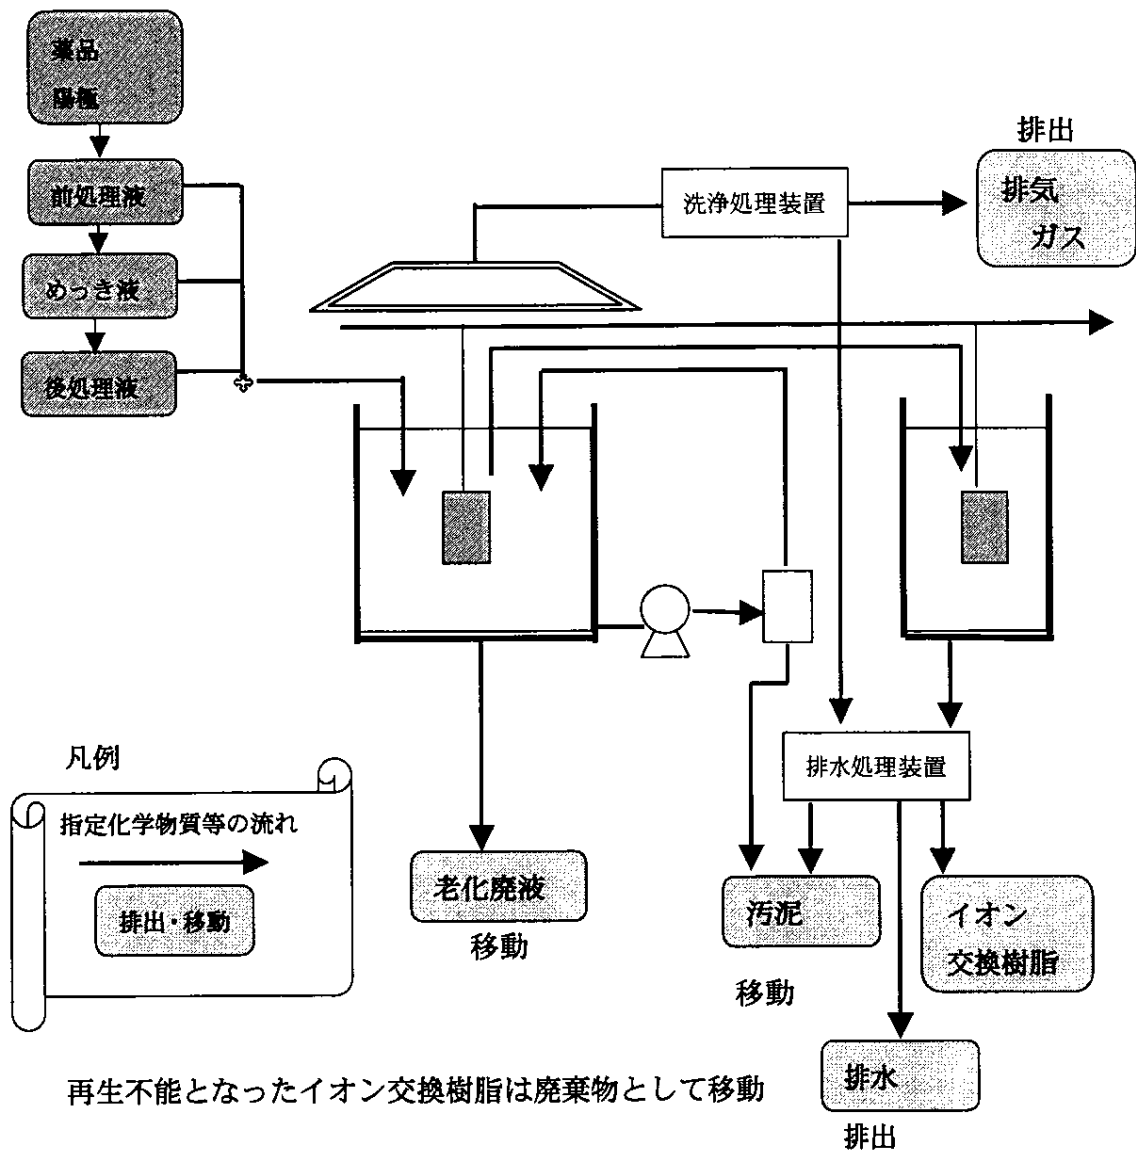 薬品
陽極
前処理液
めっき液
後処理液
洗浄処理装置
排出
排気
ガス
排水処理装置
凡例
指定化学物質等の流れ
排出・移動
老化廃液
移動
汚泥
移動
イオン
交換樹脂
排水
排出
再生不能となったイオン交換樹脂は廃棄物として移動